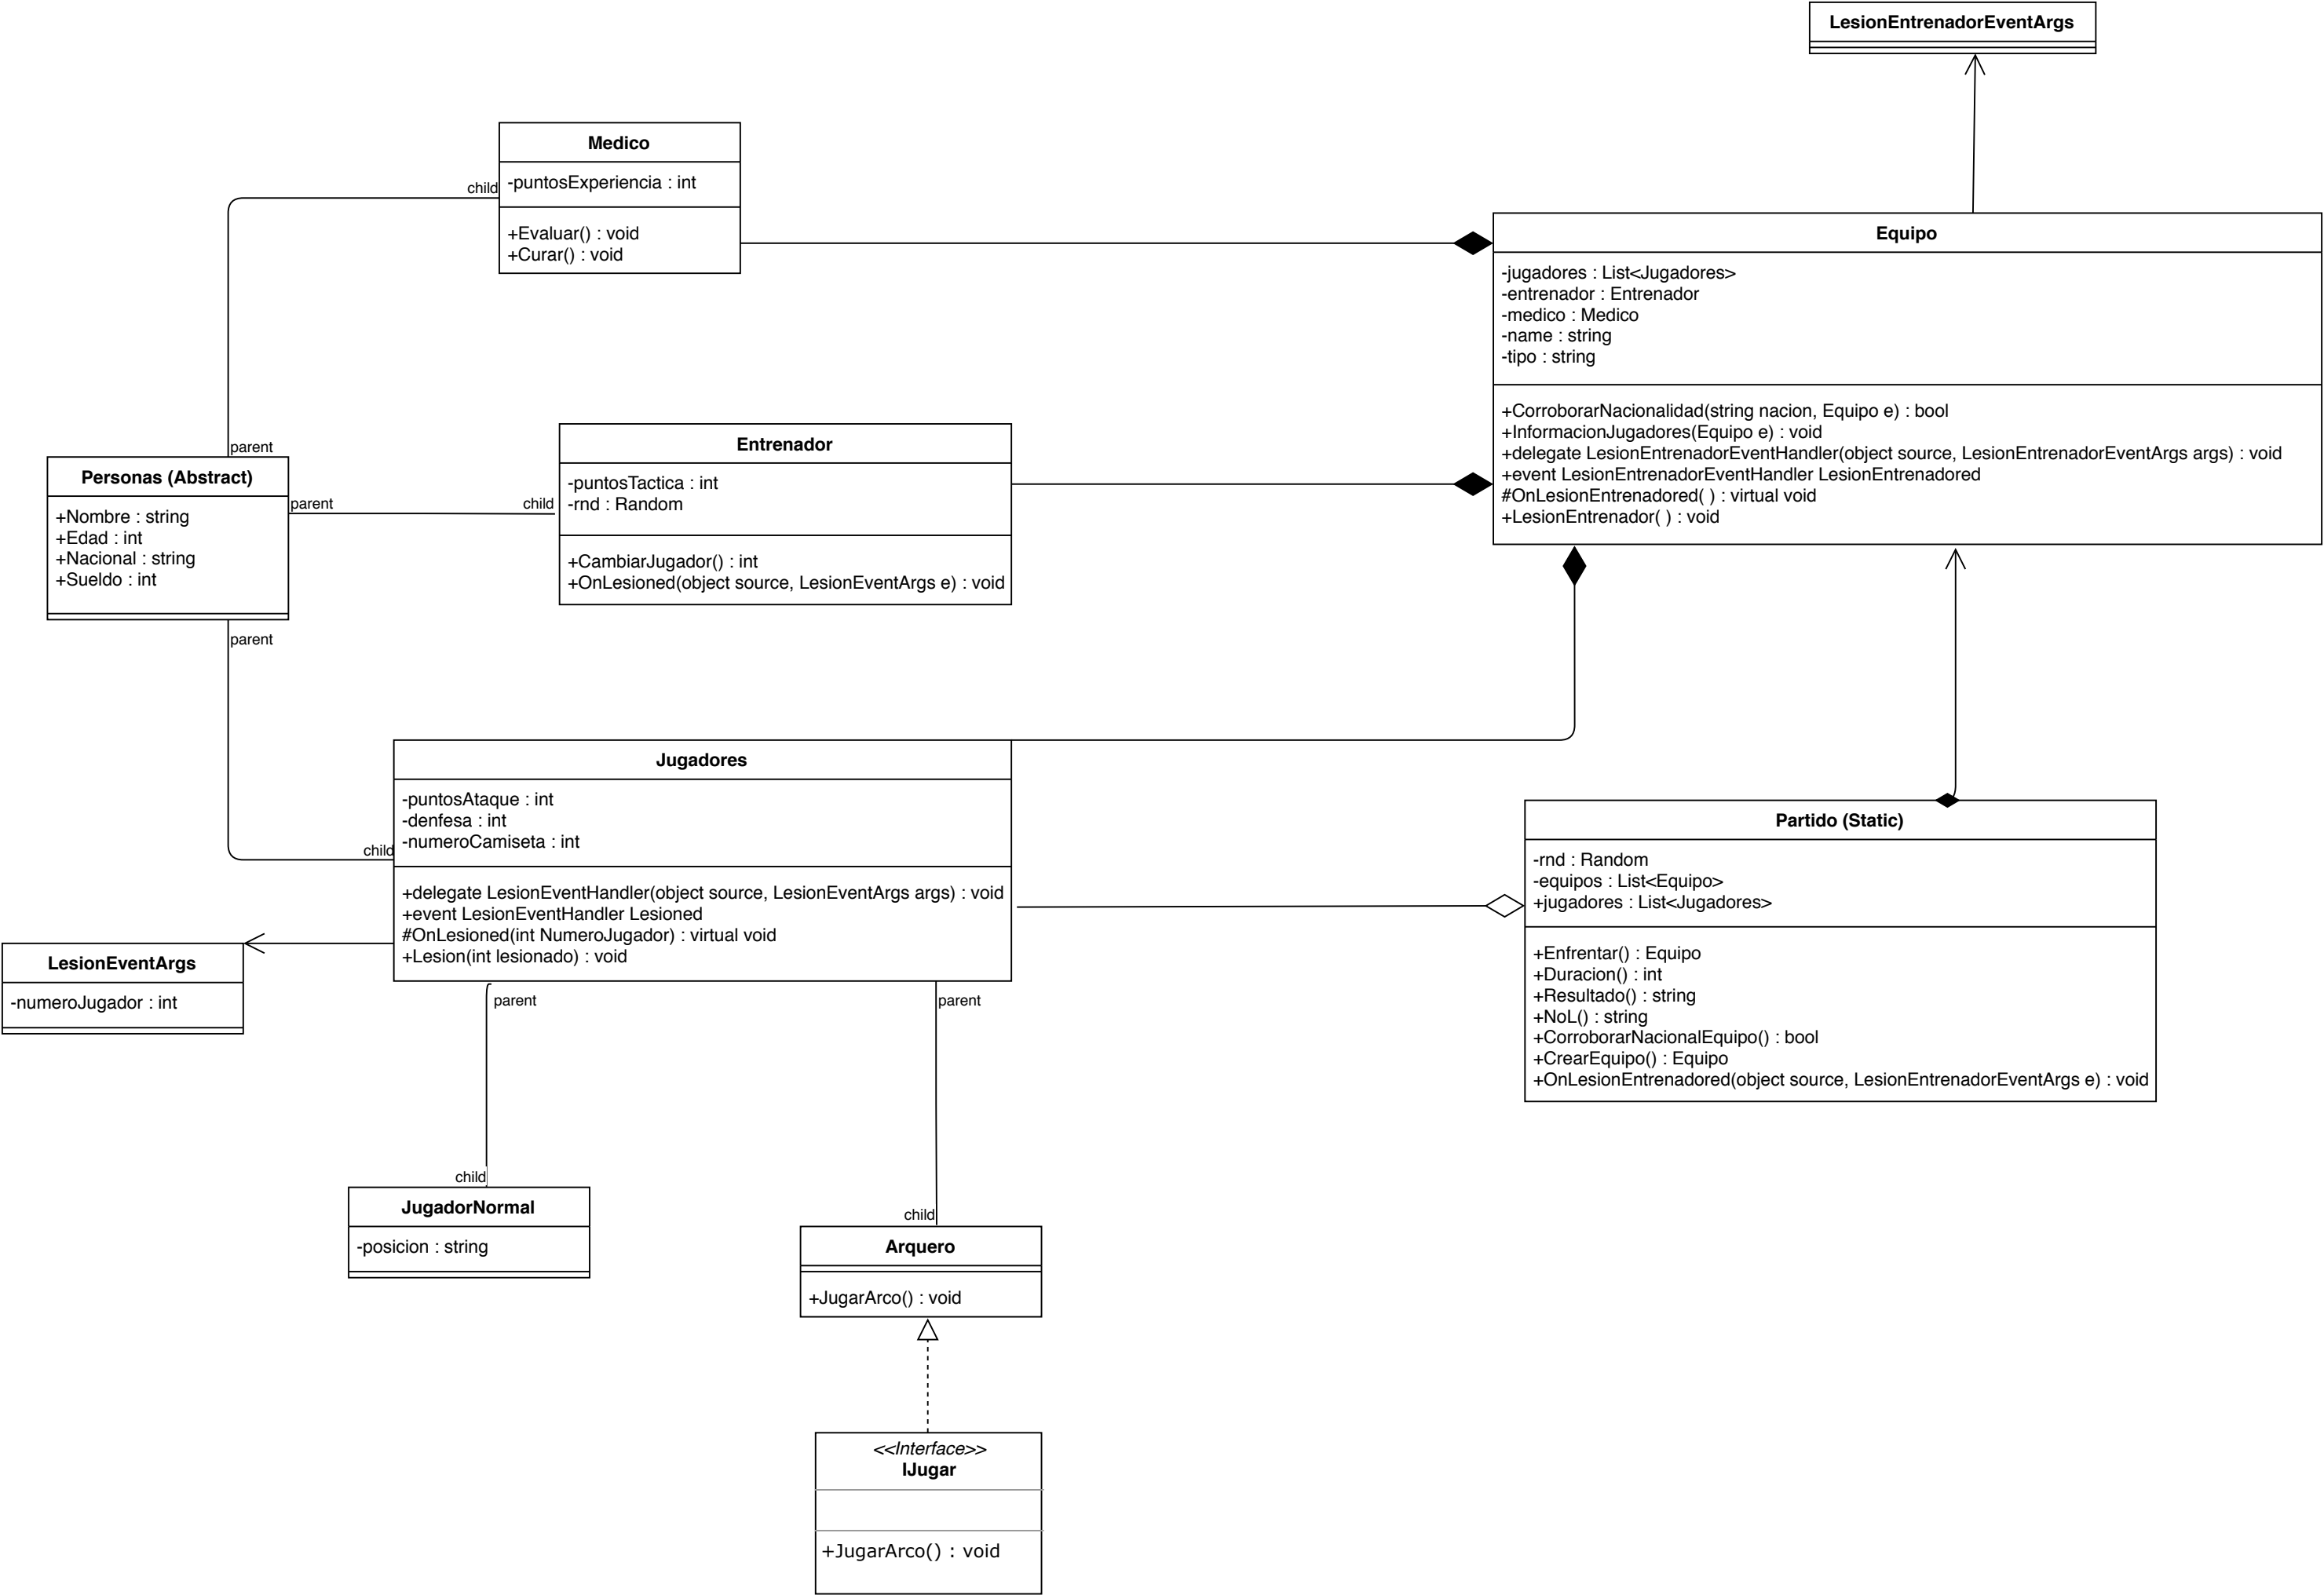 LesionEntrenadorEventArgs
Medico
-puntosExperiencia : int
+Evaluar() : void
+Curar() : void
child
parent
Equipo
-jugadores : List<Jugadores>
-entrenador : Entrenador
-medico : Medico
-name : string
-tipo : string
+CorroborarNacionalidad(string nacion, Equipo e) : bool
+InformacionJugadores(Equipo e) : void
+delegate LesionEntrenadorEventHandler(object source, LesionEntrenadorEventArgs args) : void
+event LesionEntrenadorEventHandler LesionEntrenadored
#OnLesionEntrenadored( ) : virtual void
+LesionEntrenador( ) : void
Personas (Abstract)
+Nombre : string
+Edad : int
+Nacional : string
+Sueldo : int
parent
child
Entrenador
-puntosTactica : int
-rnd : Random
+CambiarJugador() : int
+OnLesioned(object source, LesionEventArgs e) : void
parent
child
Jugadores
-puntosAtaque : int
-denfesa : int
-numeroCamiseta : int
+delegate LesionEventHandler(object source, LesionEventArgs args) : void
+event LesionEventHandler Lesioned
#OnLesioned(int NumeroJugador) : virtual void
+Lesion(int lesionado) : void
Partido (Static)
-rnd : Random
-equipos : List<Equipo>
+jugadores : List<Jugadores>
+Enfrentar() : Equipo
+Duracion() : int
+Resultado() : string
+NoL() : string
+CorroborarNacionalEquipo() : bool
+CrearEquipo() : Equipo
+OnLesionEntrenadored(object source, LesionEntrenadorEventArgs e) : void
LesionEventArgs
-numeroJugador : int
parent
parent
child
child
JugadorNormal
-posicion : string
Arquero
+JugarArco() : void
<<Interface>>
IJugar
+JugarArco() : void